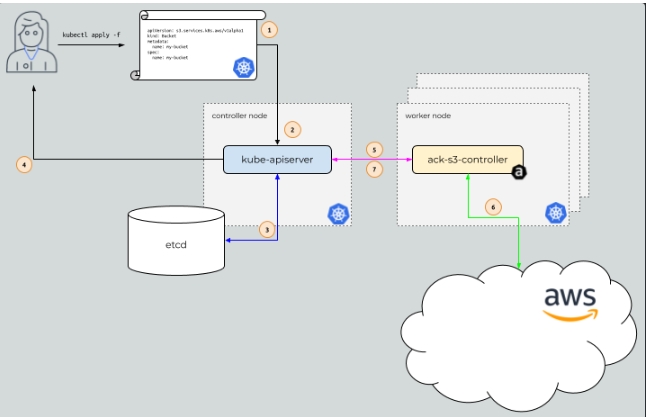 kubectl apply -f
apiVersion: s3.services.k8s.aws/v1alpha1
kind: Bucket
metadata:
name: my-bucket
spec:
name: my-bucket
1
controller node
worker node
2
kube-apiserver
5
7
ack-s3-controller
a
4
3
6
etcd
aws